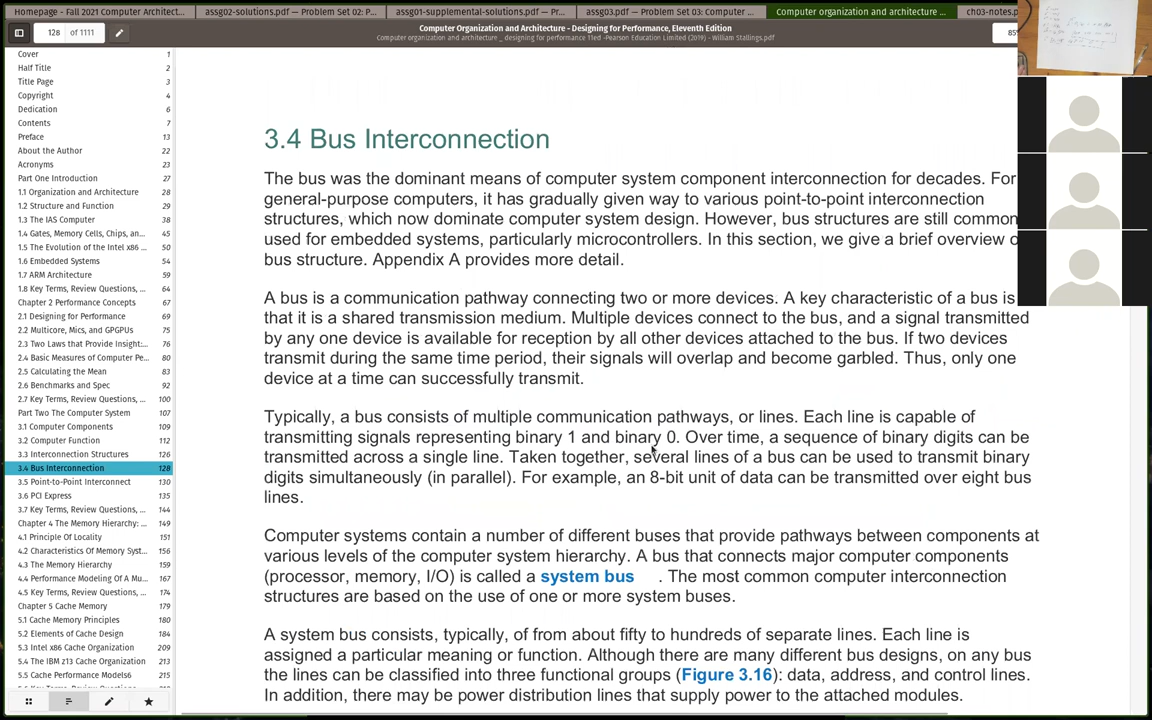 Homepage - Fall 2021 Computer Architect...
assg02-solutions.pdf — Problem Set 02: P...
assg01-supplemental-solutions.pdf — Pr...
assg03.pdf — Problem Set 03: Computer ...
Computer organization and architecture ...
ch03-notes.p
128 of 1111
Computer Organization and Architecture - Designing for Performance, Eleventh Edition
Computer organization and architecture _ designing for performance 11ed -Pearson Education Limited (2019) - William Stallings.pdf
85
Cover 1
Half Title 2
Title Page 3
Copyright 4
Dedication 6
Contents 7
Preface 13
About the Author 22
Acronyms 23
Part One Introduction 27
1.1 Organization and Architecture 28
1.2 Structure and Function 29
1.3 The IAS Computer 38
1.4 Gates, Memory Cells, Chips, an... 45
1.5 The Evolution of the Intel x86 ... 50
1.6 Embedded Systems 54
1.7 ARM Architecture 59
1.8 Key Terms, Review Questions, ... 64
Chapter 2 Performance Concepts 67
2.1 Designing for Performance 69
2.2 Multicore, Mics, and GPGPUs 75
2.3 Two Laws that Provide Insight:... 76
2.4 Basic Measures of Computer Pe... 80
2.5 Calculating the Mean 83
2.6 Benchmarks and Spec 92
2.7 Key Terms, Review Questions, ... 100
Part Two The Computer System 107
3.1 Computer Components 109
3.2 Computer Function 112
3.3 Interconnection Structures 126
3.4 Bus Interconnection 128
3.5 Point-to-Point Interconnect 130
3.6 PCI Express 135
3.7 Key Terms, Review Questions, ... 144
Chapter 4 The Memory Hierarchy: ... 149
4.1 Principle Of Locality 151
4.2 Characteristics Of Memory Syst... 156
4.3 The Memory Hierarchy 159
4.4 Performance Modeling Of A Mu... 167
4.5 Key Terms, Review Questions, ... 174
Chapter 5 Cache Memory 179
5.1 Cache Memory Principles 180
5.2 Elements of Cache Design 184
5.3 Intel x86 Cache Organization 209
5.4 The IBM z13 Cache Organization 213
5.5 Cache Performance Models6 215
3.4 Bus Interconnection
The bus was the dominant means of computer system component interconnection for decades. For
general-purpose computers, it has gradually given way to various point-to-point interconnection
structures, which now dominate computer system design. However, bus structures are still common
used for embedded systems, particularly microcontrollers. In this section, we give a brief overview o
bus structure. Appendix A provides more detail.
A bus is a communication pathway connecting two or more devices. A key characteristic of a bus is
that it is a shared transmission medium. Multiple devices connect to the bus, and a signal transmitted
by any one device is available for reception by all other devices attached to the bus. If two devices
transmit during the same time period, their signals will overlap and become garbled. Thus, only one
device at a time can successfully transmit.
Typically, a bus consists of multiple communication pathways, or lines. Each line is capable of
transmitting signals representing binary 1 and binary 0. Over time, a sequence of binary digits can be
transmitted across a single line. Taken together, several lines of a bus can be used to transmit binary
digits simultaneously (in parallel). For example, an 8-bit unit of data can be transmitted over eight bus
lines.
Computer systems contain a number of different buses that provide pathways between components at
various levels of the computer system hierarchy. A bus that connects major computer components
(processor, memory, I/O) is called a system bus . The most common computer interconnection
structures are based on the use of one or more system buses.
A system bus consists, typically, of from about fifty to hundreds of separate lines. Each line is
assigned a particular meaning or function. Although there are many different bus designs, on any bus
the lines can be classified into three functional groups (Figure 3.16): data, address, and control lines.
In addition, there may be power distribution lines that supply power to the attached modules.